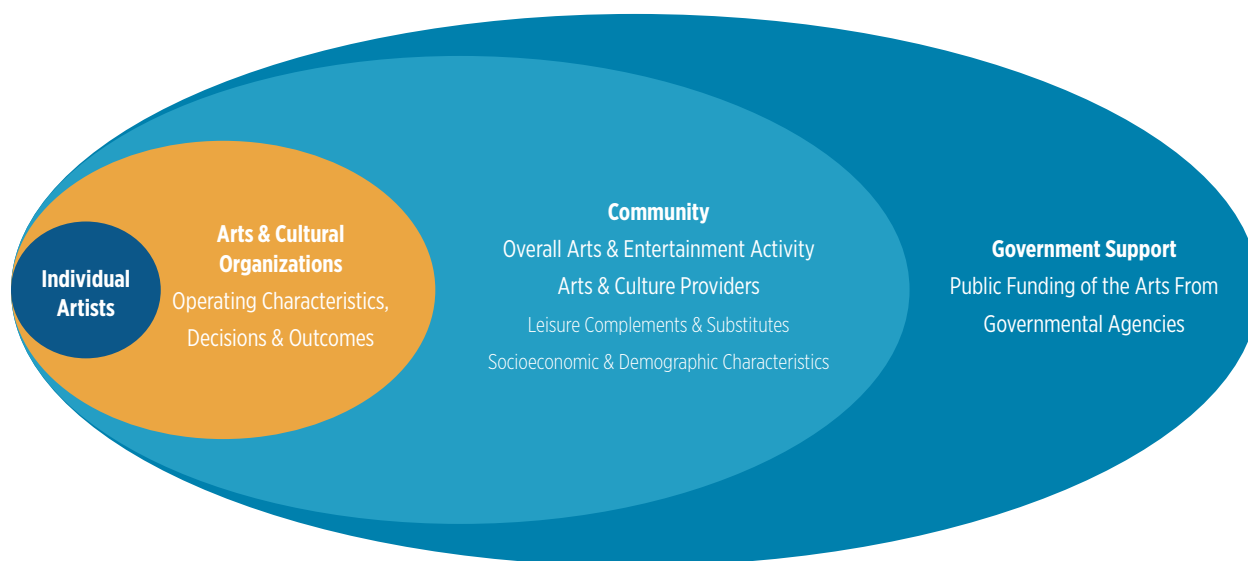 Individual
Artists
Arts & Cultural
Organizations
Operating Characteristics,
Decisions & Outcomes
Community
Overall Arts & Entertainment Activity
Arts & Culture Providers
Leisure Complements & Substitutes
Socioeconomic & Demographic Characteristics
Government Support
Public Funding of the Arts From
Governmental Agencies